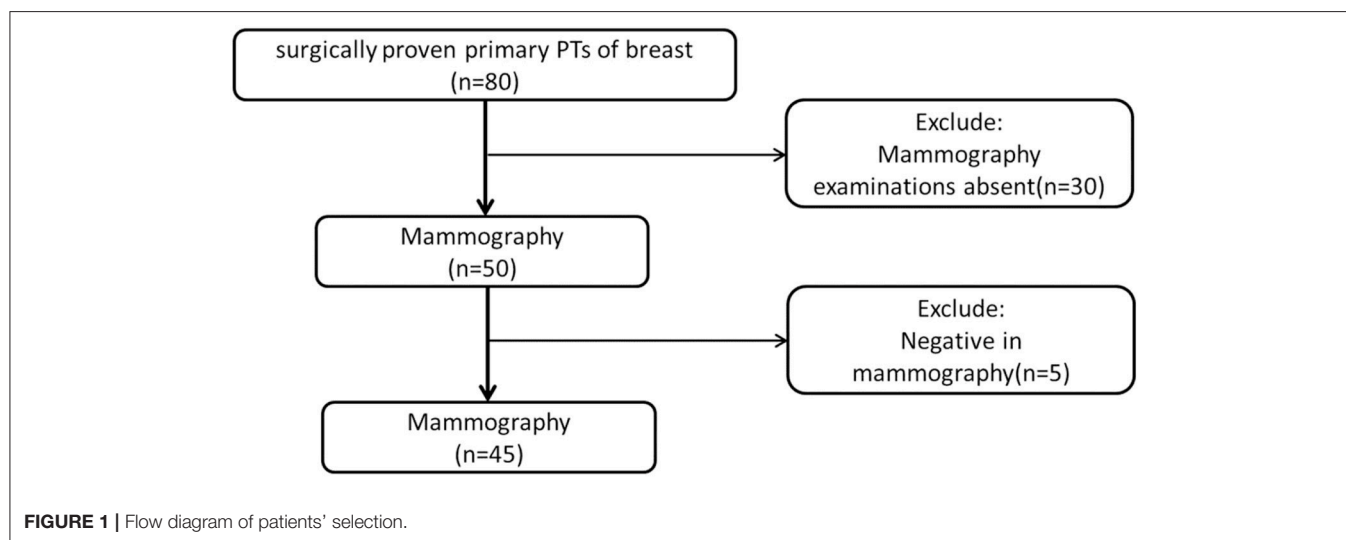 surgically proven primary PTs of breast
(n=80)
Exclude:
Mammography
examinations absent(n=30)
Mammography
(n=50)
Exclude:
Negative in
mammography(n=5)
Mammography
(n=45)
FIGURE 1 | Flow diagram of patients' selection.